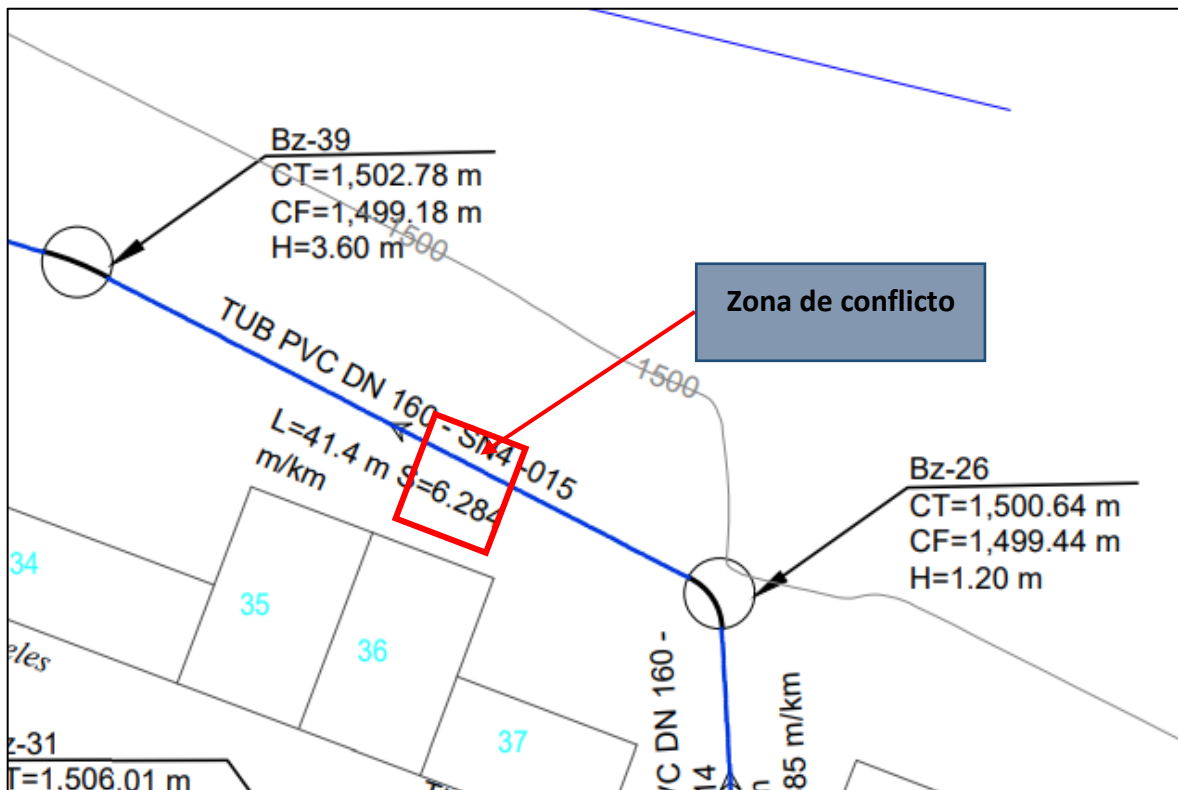 Bz-39
CT=1,502.78 m
CF=1,499.18 m
H=3.60 m
1500
Zona de conflicto
1500
TUB PVC DN 160 - SN4 -015
L=41.4 m S=6.284
m/km
Bz-26
CT=1,500.64 m
CF=1,499.44 m
H=1.20 m
34
35
36
37
eles
z-31
T=1,506.01 m
VC DN 160 -
14
85 m/km